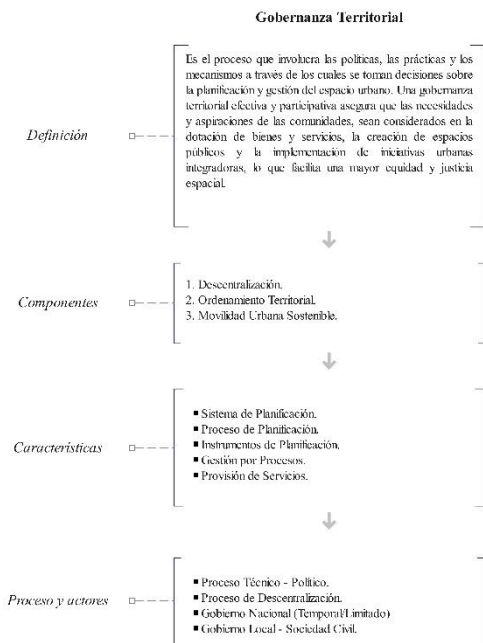 Gobernanza Territorial
Definición
Es el proceso que involucra las políticas, las prácticas y los
mecanismos a través de los cuales se toman decisiones sobre
la planificación y gestión del espacio urbano. Una gobernanza
territorial efectiva y participativa asegura que las necesidades
y aspiraciones de las comunidades, sean considerados en la
dotación de bienes y servicios, la creación de espacios
públicos y la implementación de iniciativas urbanas
integradoras, lo que facilita una mayor equidad y justicia
espacial.
Componentes
1. Descentralización.
2. Ordenamiento Territorial.
3. Movilidad Urbana Sostenible.
Características
▪ Sistema de Planificación.
▪ Proceso de Planificación.
▪ Instrumentos de Planificación.
▪ Gestión por Procesos.
▪ Provisión de Servicios.
Proceso y actores
▪ Proceso Técnico - Político.
▪ Proceso de Descentralización.
▪ Gobierno Nacional (Temporal/Limitado)
▪ Gobierno Local - Sociedad Civil.